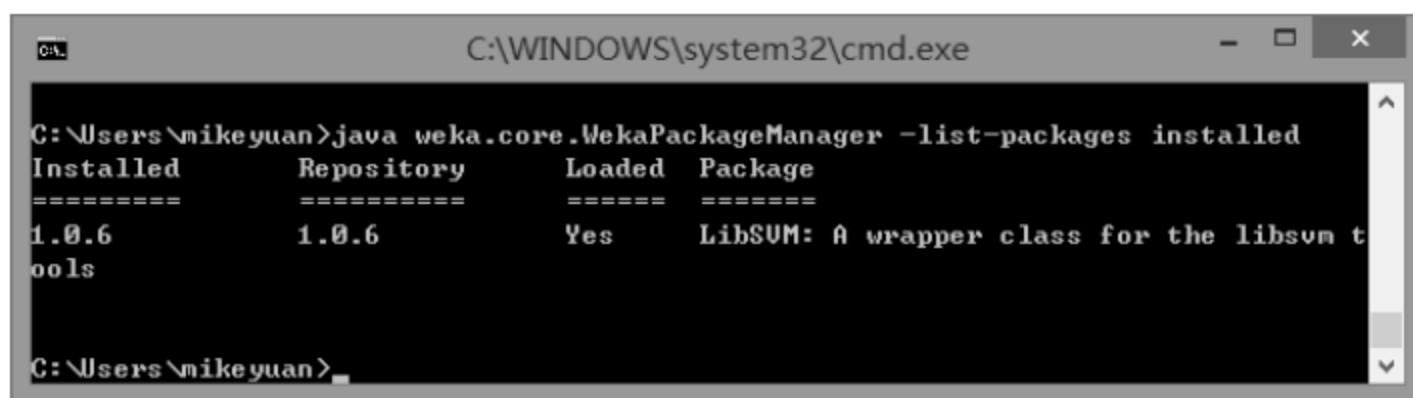 C:\WINDOWS\system32\cmd.exe
C:\Users\mikeyuan>java weka.core.WekaPackageManager -list-packages installed
Installed Repository Loaded Package
========= ========== ====== =======
1.0.6 1.0.6 Yes LibSVM: A wrapper class for the libsvm t
ools
C:\Users\mikeyuan>_